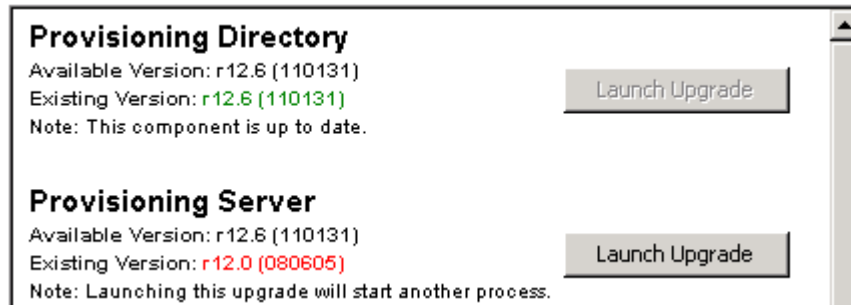 Provisioning Directory
Available Version: r12.6 (110131)
Existing Version: r12.6 (110131)
Launch Upgrade
Note: This component is up to date.
Provisioning Server
Available Version: r12.6 (110131)
Existing Version: r12.0 (080605)
Launch Upgrade
Note: Launching this upgrade will start another process.